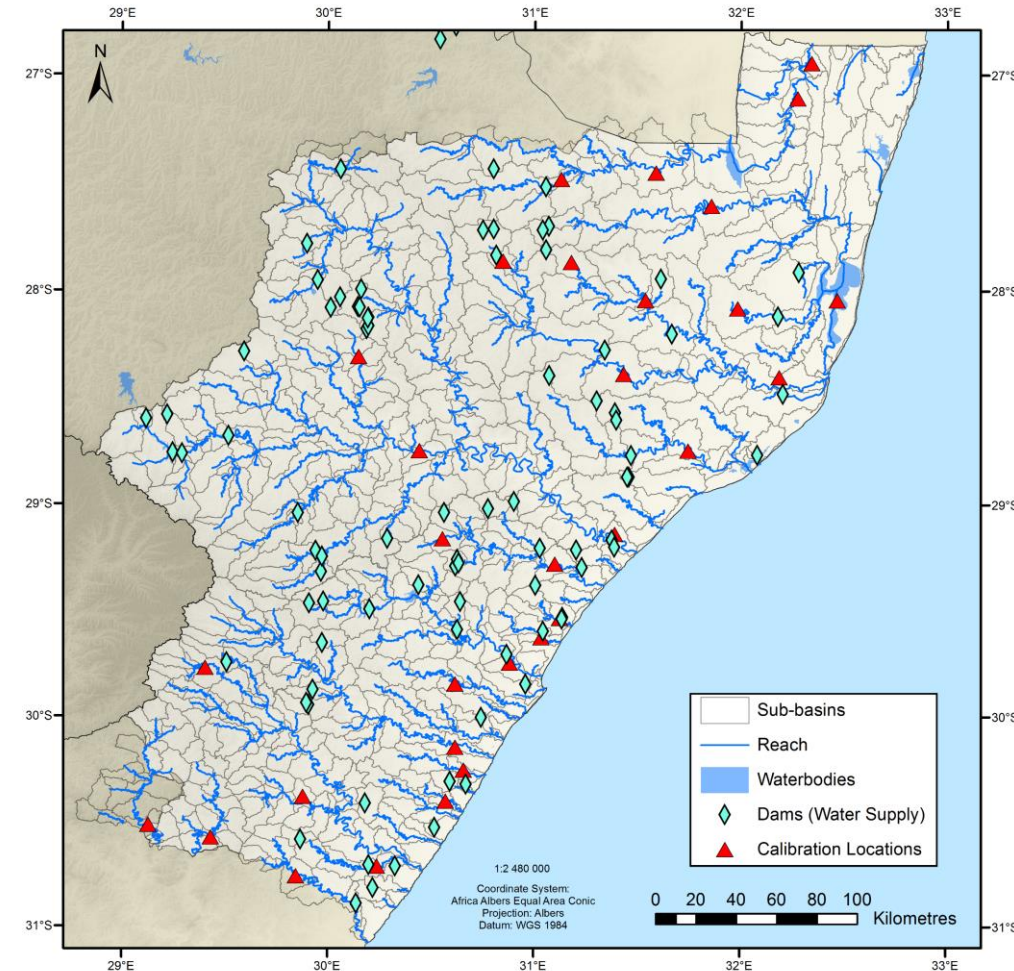 29°E 30°E 31°E 32°E 33°E
N
27°S 27°S
28°S 28°S
29°S 29°S
30°S 30°S
31°S 31°S
Sub-basins
Reach
Waterbodies
Dams (Water Supply)
Calibration Locations
1:2 480 000
Coordinate System:
Africa Albers Equal Area Conic
Projection: Albers
Datum: WGS 1984
0 20 40 60 80 100
Kilometres
29°E 30°E 31°E 32°E 33°E